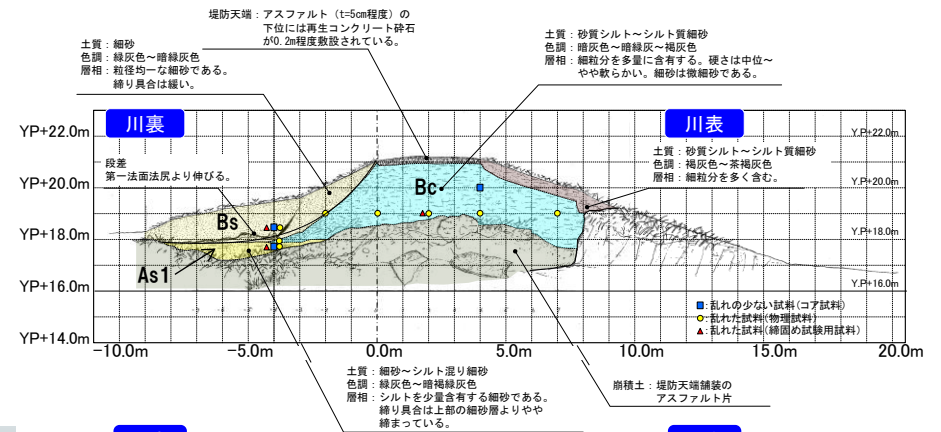 堤防天端：アスファルト（t=5cm程度）の
下位には再生コンクリート砕石
が0.2m程度敷設されている。
土質：細砂
色調：緑灰色～暗緑灰色
層相：粒径均一な細砂である。
締り具合は緩い。
土質：砂質シルト～シルト質細砂
色調：暗灰色～暗緑灰～褐灰色
層相：細粒分を多量に含有する。硬さは中位～
やや軟らかい。細砂は微細砂である。
川裏
川表
YP+22.0m
Y.P+22.0m
段差
第一法面法尻より伸びる。
土質：砂質シルト～シルト質細砂
色調：褐灰色～茶褐灰色
層相：細粒分を多く含む。
YP+20.0m
Y.P+20.0m
Bc
Bs
YP+18.0m
Y.P+18.0m
As1
YP+16.0m
Y.P+16.0m
■:乱れの少ない試料(コア試料)
○:乱れた試料(物理試料)
▲:乱れた試料(締固め試験用試料)
YP+14.0m
-10.0m
-5.0m
0.0m
5.0m
10.0m
15.0m
20.0m
土質：細砂～シルト混り細砂
色調：緑灰色～暗褐緑灰色
層相：シルトを少量含有する細砂である。
締り具合は上部の細砂層よりやや
締まっている。
崩積土：堤防天端舗装の
アスファルト片